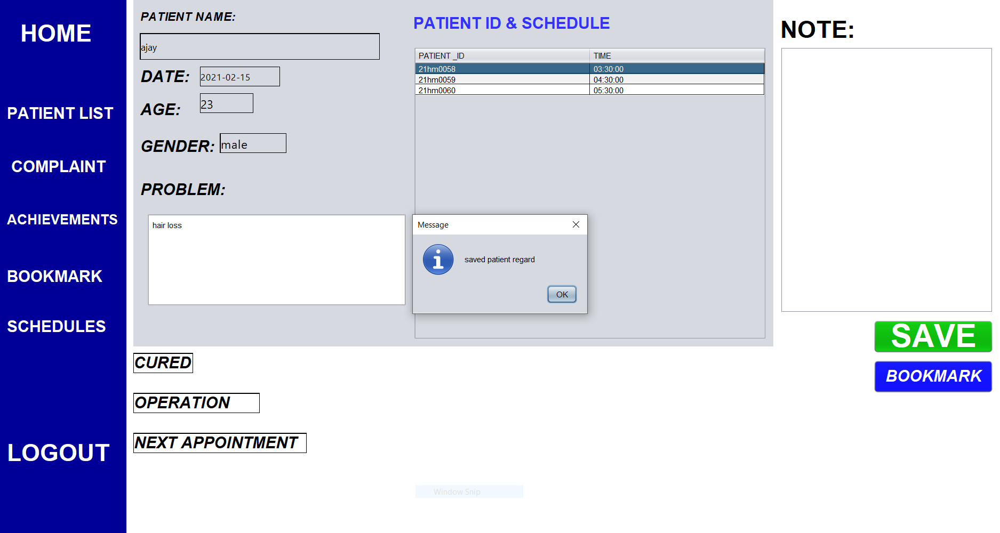 HOME
PATIENT LIST
COMPLAINT
ACHIEVEMENTS
BOOKMARK
SCHEDULES
LOGOUT
PATIENT NAME:
ajay
DATE: 2021-02-15
AGE: 23
GENDER: male
PROBLEM:
hair loss
CURED
OPERATION
NEXT APPOINTMENT
PATIENT ID & SCHEDULE
PATIENT _ID TIME
21hm0058 03:30:00
21hm0059 04:30:00
21hm0060 05:30:00
Message
saved patient regard
OK
Window Snip
NOTE:
SAVE
BOOKMARK